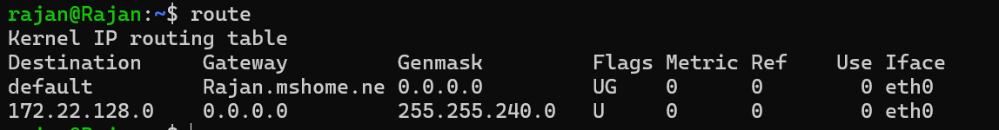 rajan@Rajan:~$ route
Kernel IP routing table
Destination     Gateway         Genmask         Flags Metric Ref    Use Iface
default         Rajan.mshome.ne 0.0.0.0         UG    0      0        0 eth0
172.22.128.0    0.0.0.0         255.255.240.0   U     0      0        0 eth0
rajan@Rajan:~$